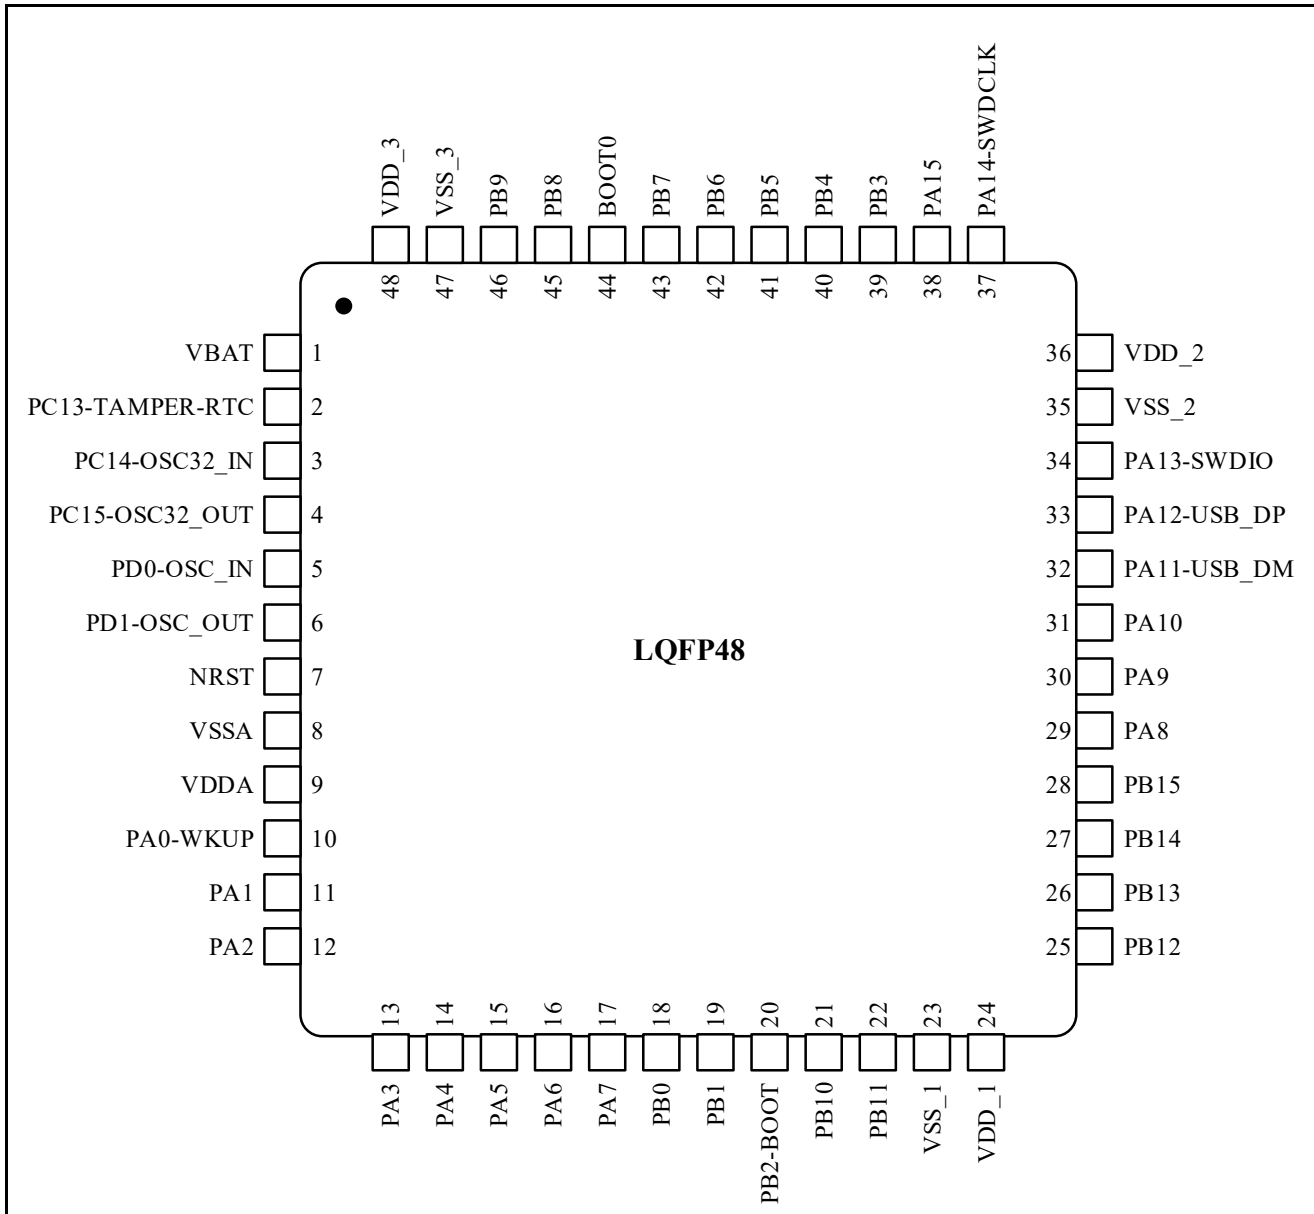 VDD_3
VSS_3
PB9
PB8
BOOT0
PB7
PB6
PB5
PB4
PB3
PA15
PA14-SWDCLK
48
47
46
45
44
43
42
41
40
39
38
37
VBAT 1
PC13-TAMPER-RTC 2
PC14-OSC32_IN 3
PC15-OSC32_OUT 4
PD0-OSC_IN 5
PD1-OSC_OUT 6
NRST 7
VSSA 8
VDDA 9
PA0-WKUP 10
PA1 11
PA2 12
LQFP48
36 VDD_2
35 VSS_2
34 PA13-SWDIO
33 PA12-USB_DP
32 PA11-USB_DM
31 PA10
30 PA9
29 PA8
28 PB15
27 PB14
26 PB13
25 PB12
13
14
15
16
17
18
19
20
21
22
23
24
PA3
PA4
PA5
PA6
PA7
PB0
PB1
PB2-BOOT
PB10
PB11
VSS_1
VDD_1